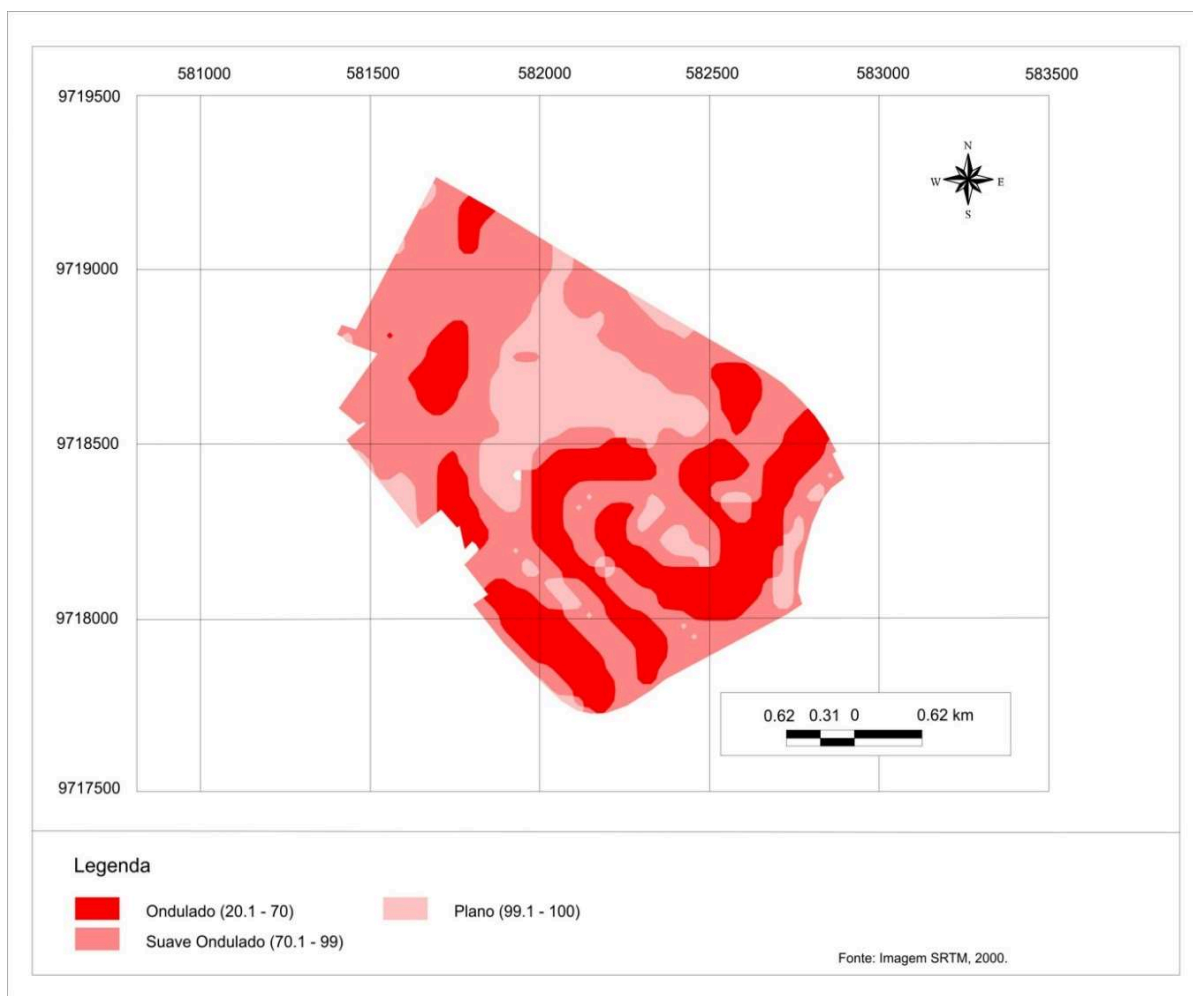 581000 581500 582000 582500 583000 583500
9719500
N
W E
S
9719000
9718500
9718000
0.62 0.31 0 0.62 km
9717500
Legenda
Ondulado (20.1 - 70) Plano (99.1 - 100)
Suave Ondulado (70.1 - 99)
Fonte: Imagem SRTM, 2000.